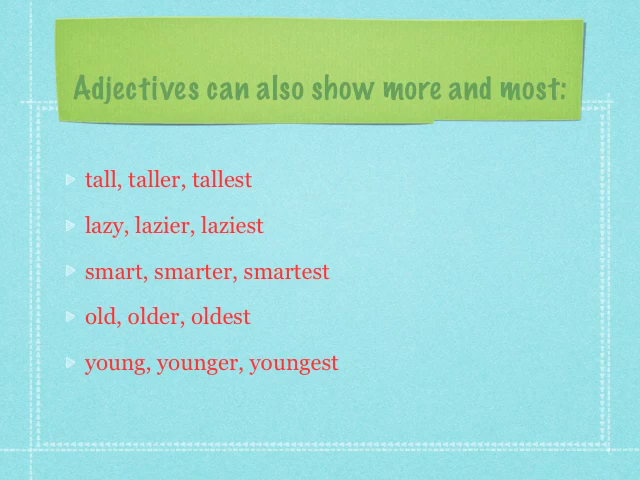 Adjectives can also show more and most:
tall, taller, tallest
lazy, lazier, laziest
smart, smarter, smartest
old, older, oldest
young, younger, youngest